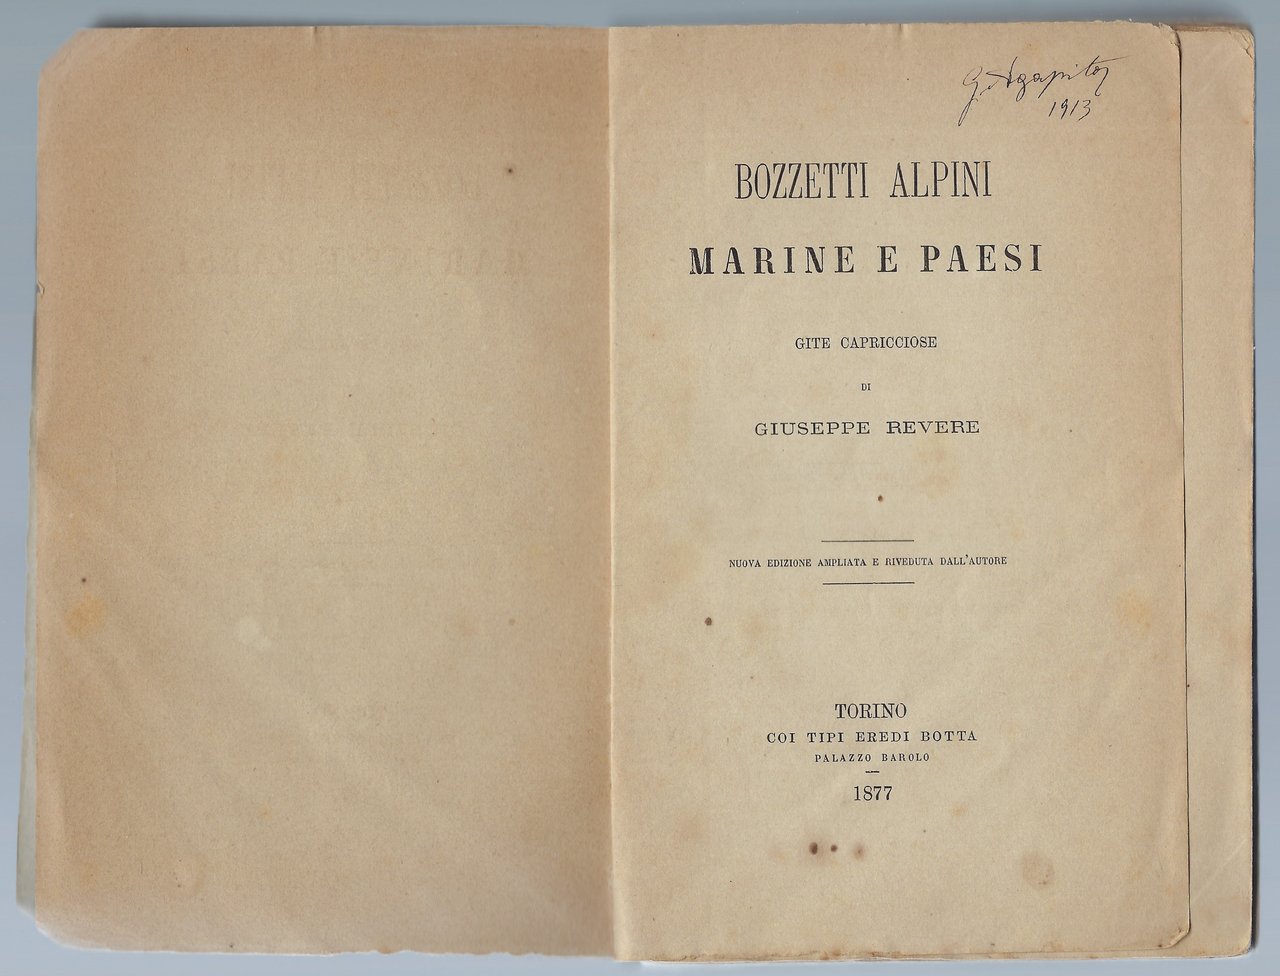 G. Agapito
1913
BOZZETTI ALPINI
MARINE E PAESI
GITE CAPRICCIOSE
DI
GIUSEPPE REVERE
NUOVA EDIZIONE AMPLIATA E RIVEDUTA DALL'AUTORE
TORINO
COI TIPI EREDI BOTTA
PALAZZO BAROLO
1877